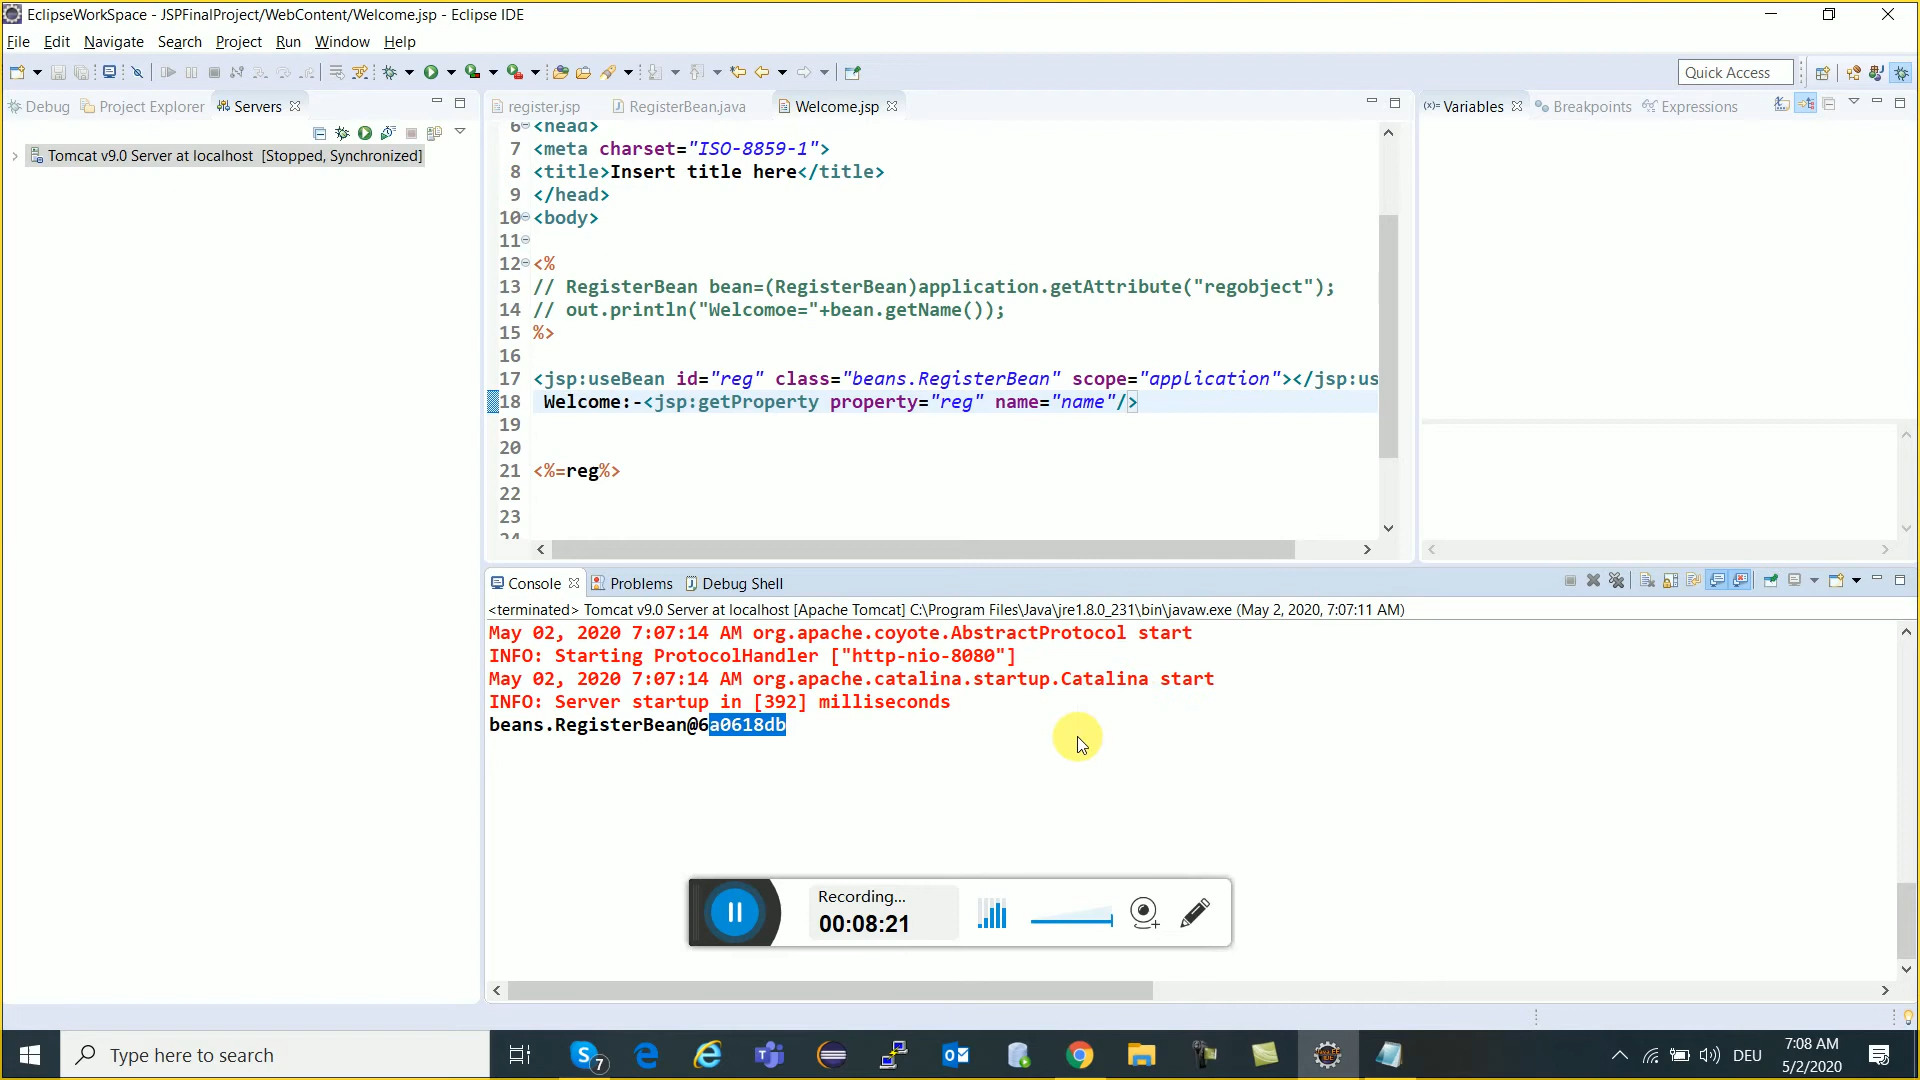 EclipseWorkSpace - JSPFinalProject/WebContent/Welcome.jsp - Eclipse IDE
File Edit Navigate Search Project Run Window Help
Quick Access
Debug Project Explorer Servers
register.jsp RegisterBean.java Welcome.jsp
(x)= Variables Breakpoints Expressions
Tomcat v9.0 Server at localhost [Stopped, Synchronized]
6 <head>
7 <meta charset="ISO-8859-1">
8 <title>Insert title here</title>
9 </head>
10 <body>
11
12 <%
13 // RegisterBean bean=(RegisterBean)application.getAttribute("regobject");
14 // out.println("Welcomoe="+bean.getName());
15 %>
16
17 <jsp:useBean id="reg" class="beans.RegisterBean" scope="application"></jsp:us
18 Welcome:-<jsp:getProperty property="reg" name="name"/>
19
20
21 <%=reg%>
22
23
24
Console Problems Debug Shell
<terminated> Tomcat v9.0 Server at localhost [Apache Tomcat] C:\Program Files\Java\jre1.8.0_231\bin\javaw.exe (May 2, 2020, 7:07:11 AM)
May 02, 2020 7:07:14 AM org.apache.coyote.AbstractProtocol start
INFO: Starting ProtocolHandler ["http-nio-8080"]
May 02, 2020 7:07:14 AM org.apache.catalina.startup.Catalina start
INFO: Server startup in [392] milliseconds
beans.RegisterBean@6a0618db
Recording...
00:08:21
Type here to search
7
DEU
7:08 AM
5/2/2020